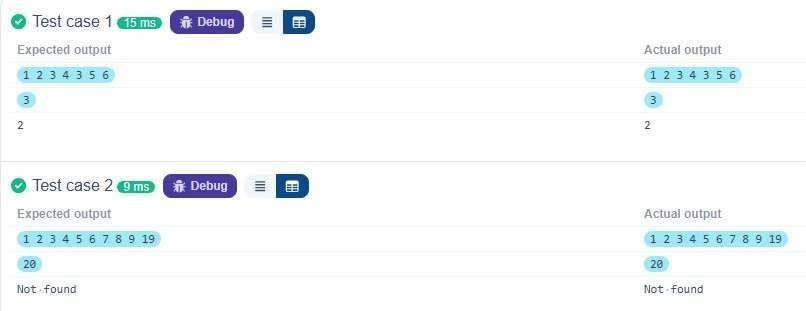 Test case 1 15 ms Debug
Expected output Actual output
1 2 3 4 3 5 6 1 2 3 4 3 5 6
3 3
2 2
Test case 2 9 ms Debug
Expected output Actual output
1 2 3 4 5 6 7 8 9 19 1 2 3 4 5 6 7 8 9 19
20 20
Not·found Not·found